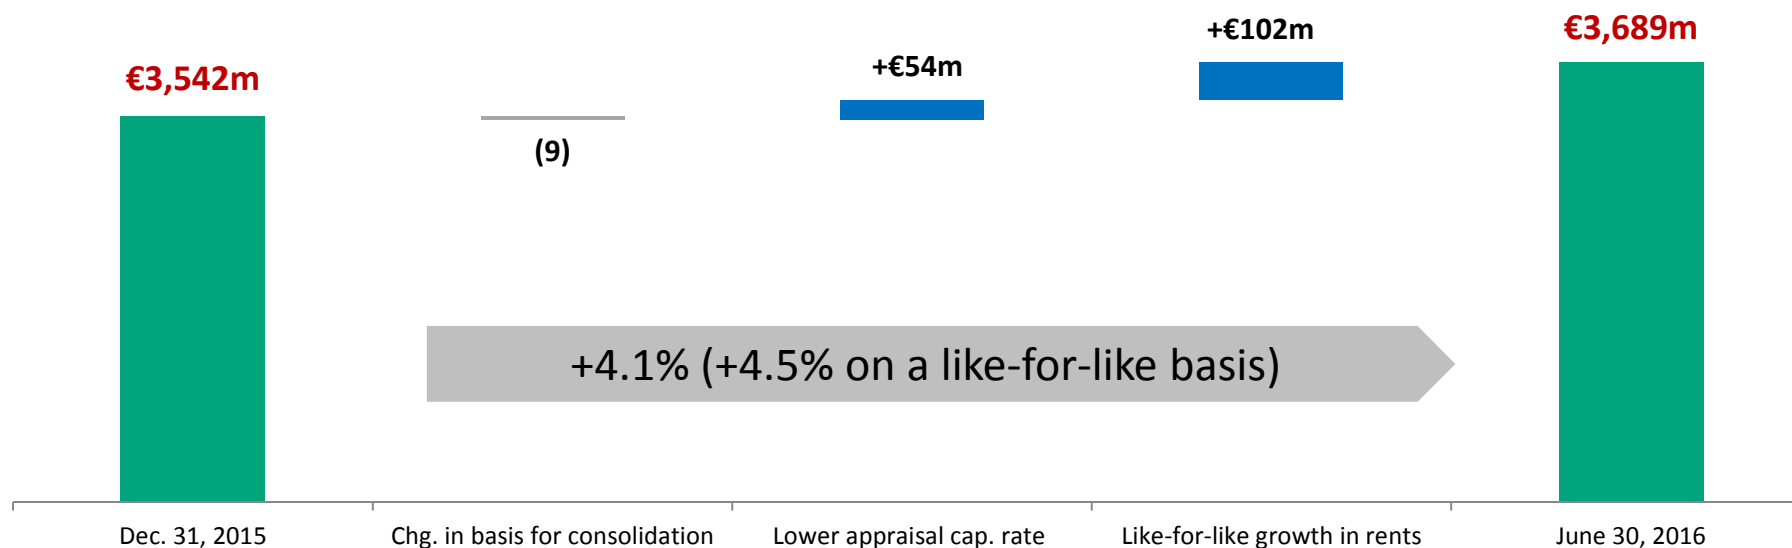 €3,542m
(9)
+€54m
+€102m
€3,689m
+4.1% (+4.5% on a like-for-like basis)
Dec. 31, 2015
Chg. in basis for consolidation
Lower appraisal cap. rate
Like-for-like growth in rents
June 30, 2016